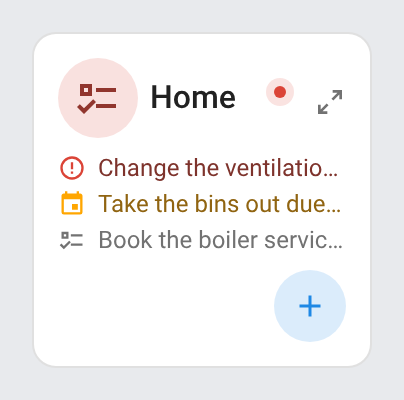 Home
Change the ventilatio...
Take the bins out due...
Book the boiler servic...